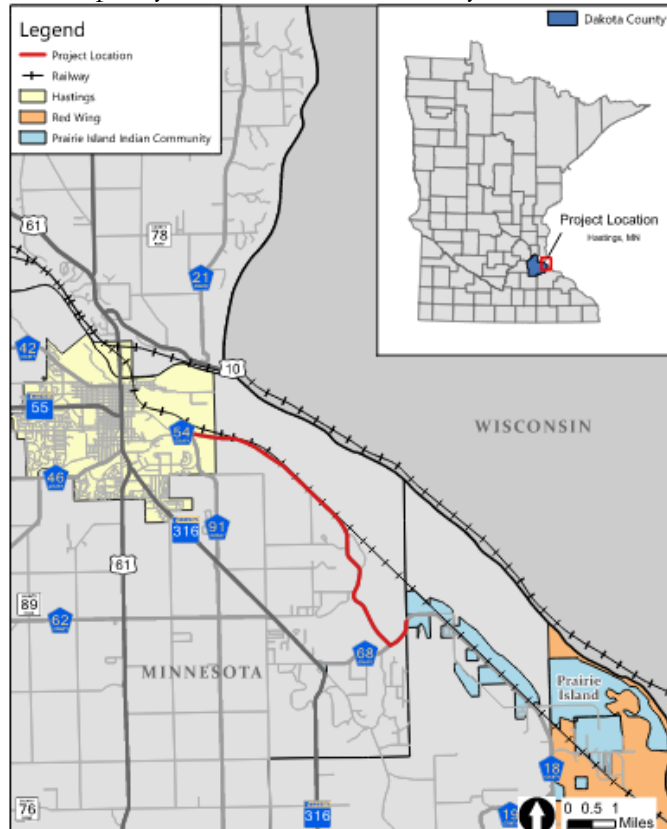 Legend
Project Location
Railway
Hastings
Red Wing
Prairie Island Indian Community
Dakota County
Project Location
Hastings, MN
61
78
21
42
10
55
WISCONSIN
54
46
316
91
61
89
62
68
MINNESOTA
Prairie
Island
18
76
316
19
0 0.5 1
Miles